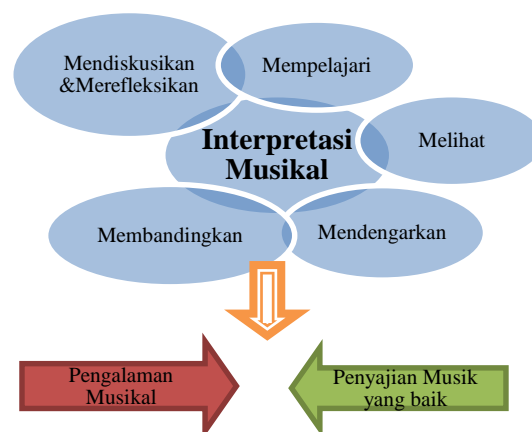 Mendiskusikan
&Merefleksikan
Mempelajari
Interpretasi
Musikal
Melihat
Membandingkan
Mendengarkan
Pengalaman
Musikal
Penyajian Musik
yang baik